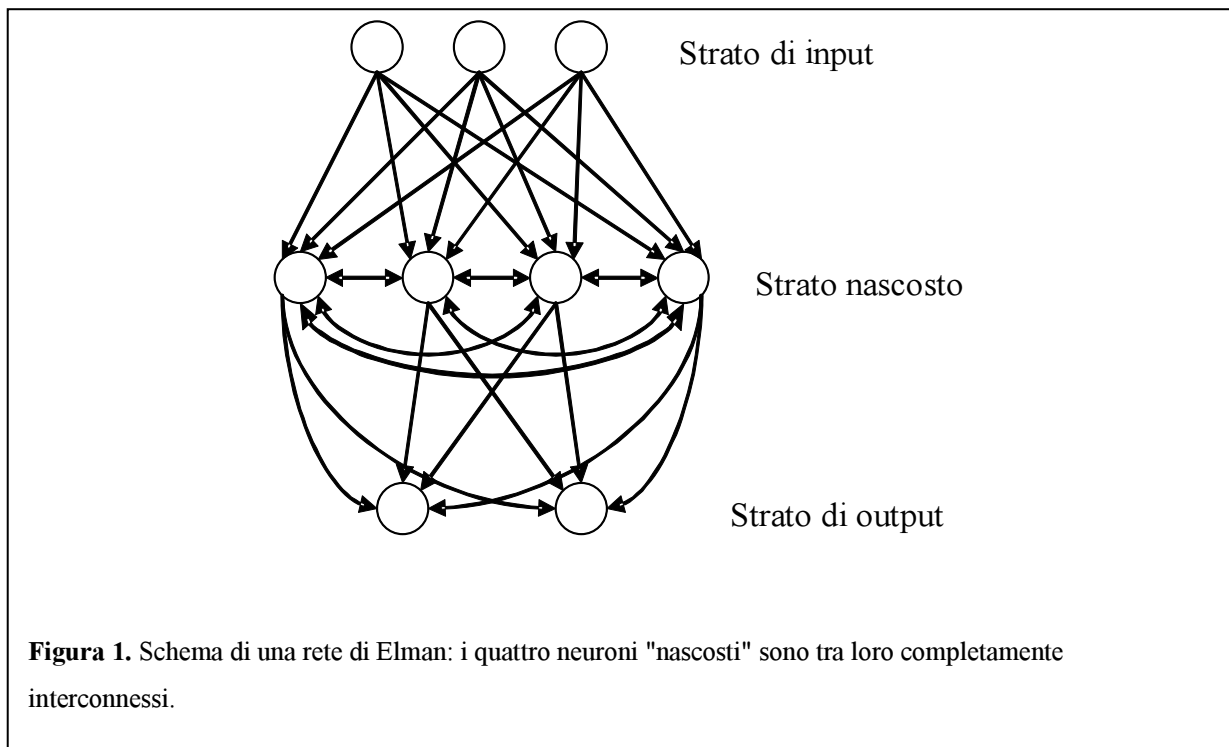 Strato di input
Strato nascosto
Strato di output
Figura 1. Schema di una rete di Elman: i quattro neuroni "nascosti" sono tra loro completamente
interconnessi.